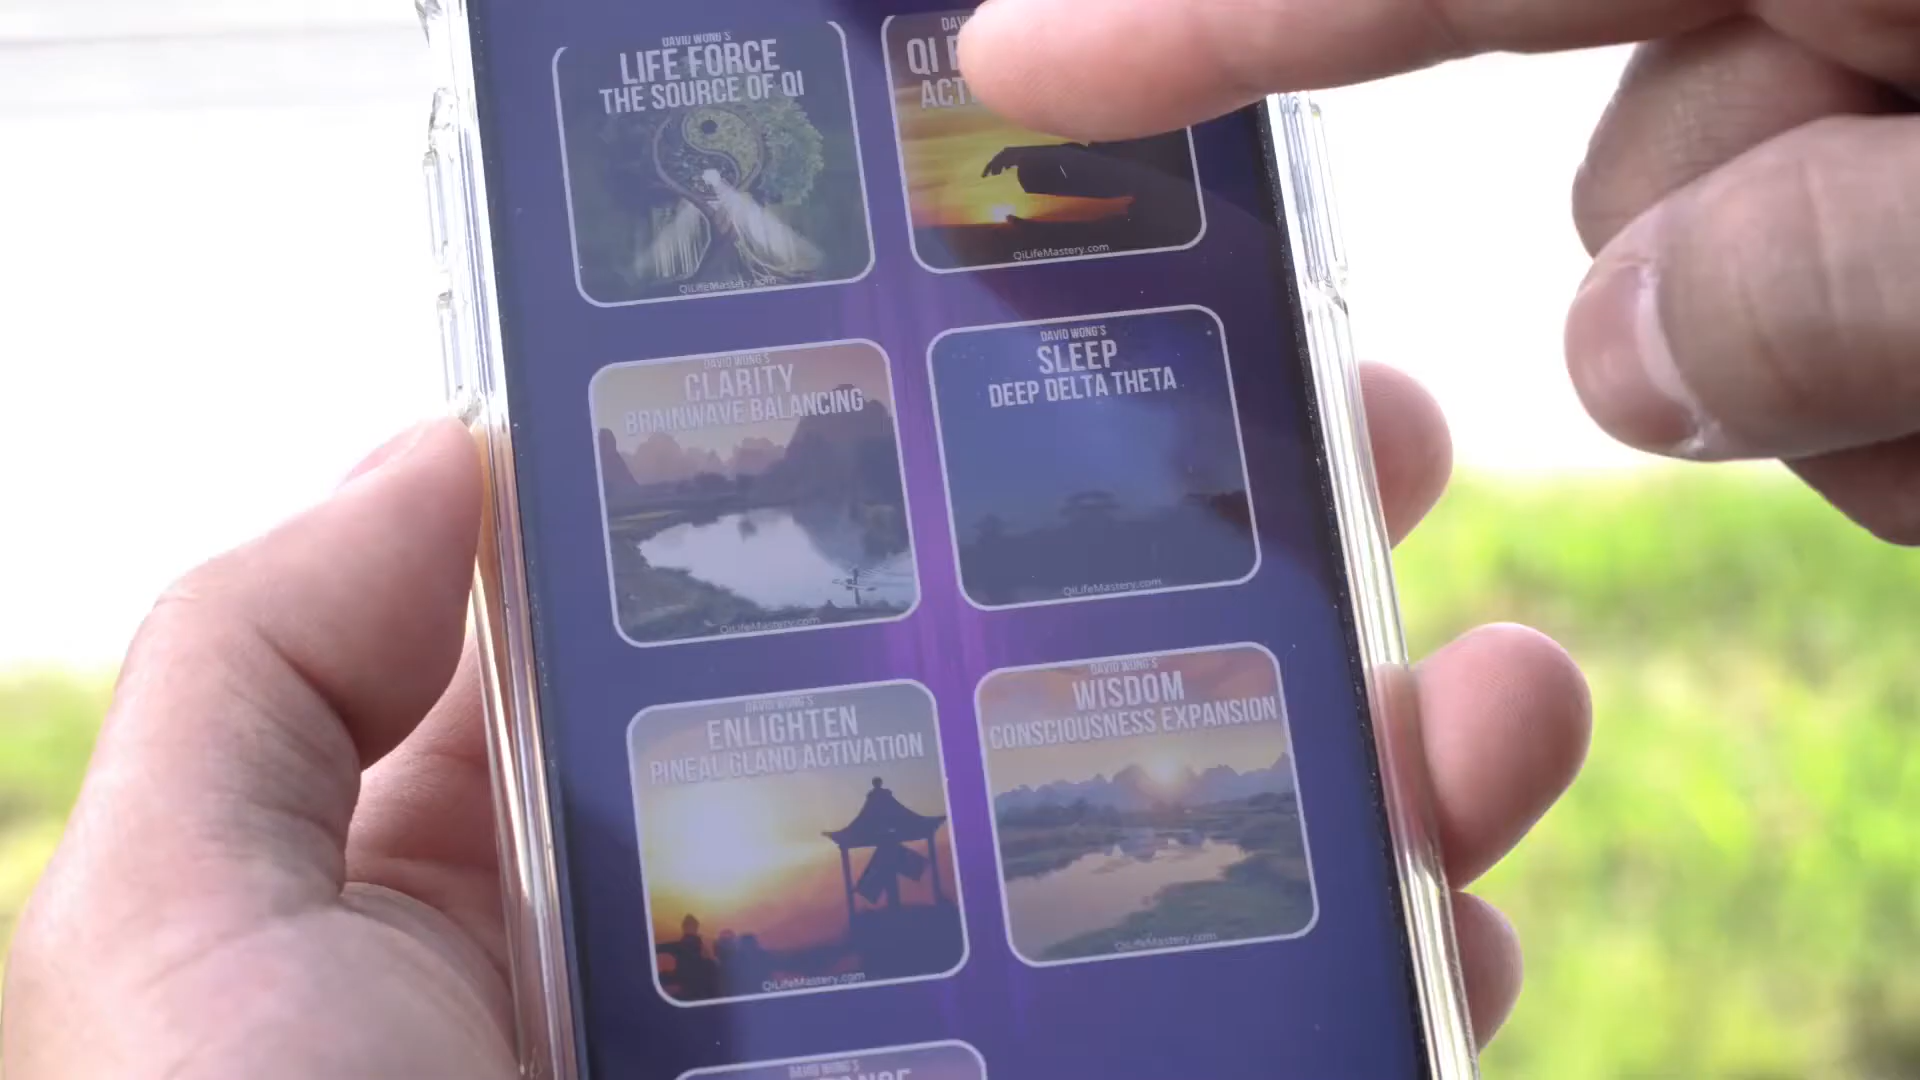 DAVID WONG'S
LIFE FORCE
THE SOURCE OF QI
QiLifeMastery.com
QI
QiLifeMastery.com
DAVID WONG'S
CLARITY
BRAINWAVE BALANCING
QiLifeMastery.com
DAVID WONG'S
SLEEP
DEEP DELTA THETA
QiLifeMastery.com
DAVID WONG'S
ENLIGHTEN
PINEAL GLAND ACTIVATION
QiLifeMastery.com
DAVID WONG'S
WISDOM
CONSCIOUSNESS EXPANSION
QiLifeMastery.com
DAVID WONG'S